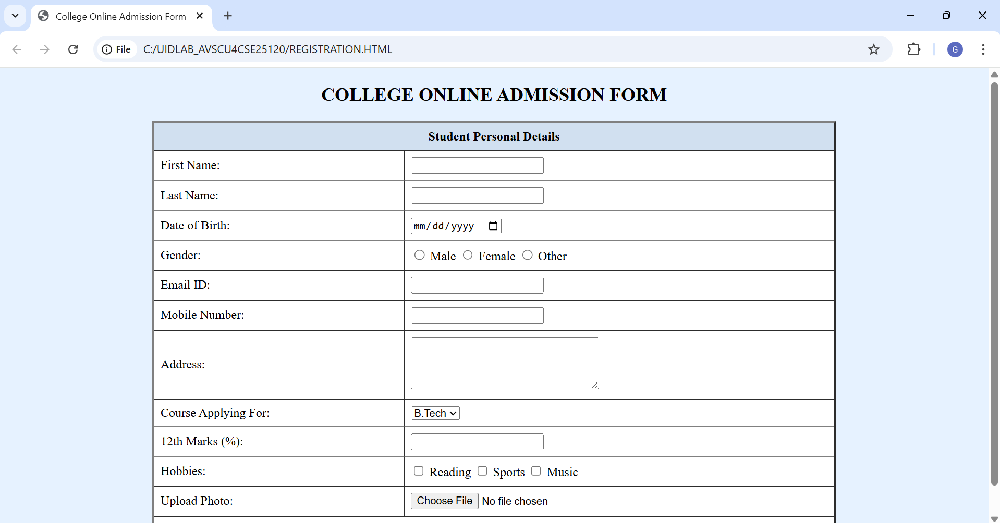 College Online Admission Form
File C:/UIDLAB_AVSCU4CSE25120/REGISTRATION.HTML
G
COLLEGE ONLINE ADMISSION FORM
Student Personal Details
First Name:
Last Name:
Date of Birth: mm/dd/yyyy
Gender: Male Female Other
Email ID:
Mobile Number:
Address:
Course Applying For: B.Tech
12th Marks (%):
Hobbies: Reading Sports Music
Upload Photo: Choose File No file chosen